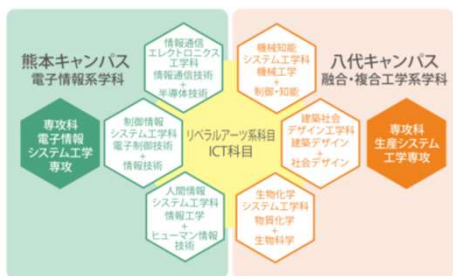 熊本キャンパス
電子情報系学科
八代キャンパス
融合・複合工学系学科
情報通信
エレクトロニクス
工学科
情報通信技術
+
半導体技術
機械知能
システム工学科
機械工学
+
制御・知能
専攻科
電子情報
システム工学
専攻
制御情報
システム工学科
電子制御技術
+
情報技術
リベラルアーツ系科目
ICT科目
建築社会
デザイン工学科
建築デザイン
+
社会デザイン
専攻科
生産システム
工学専攻
人間情報
システム工学科
情報工学
+
ヒューマン情報
技術
生物化学
システム工学科
物質化学
+
生物科学